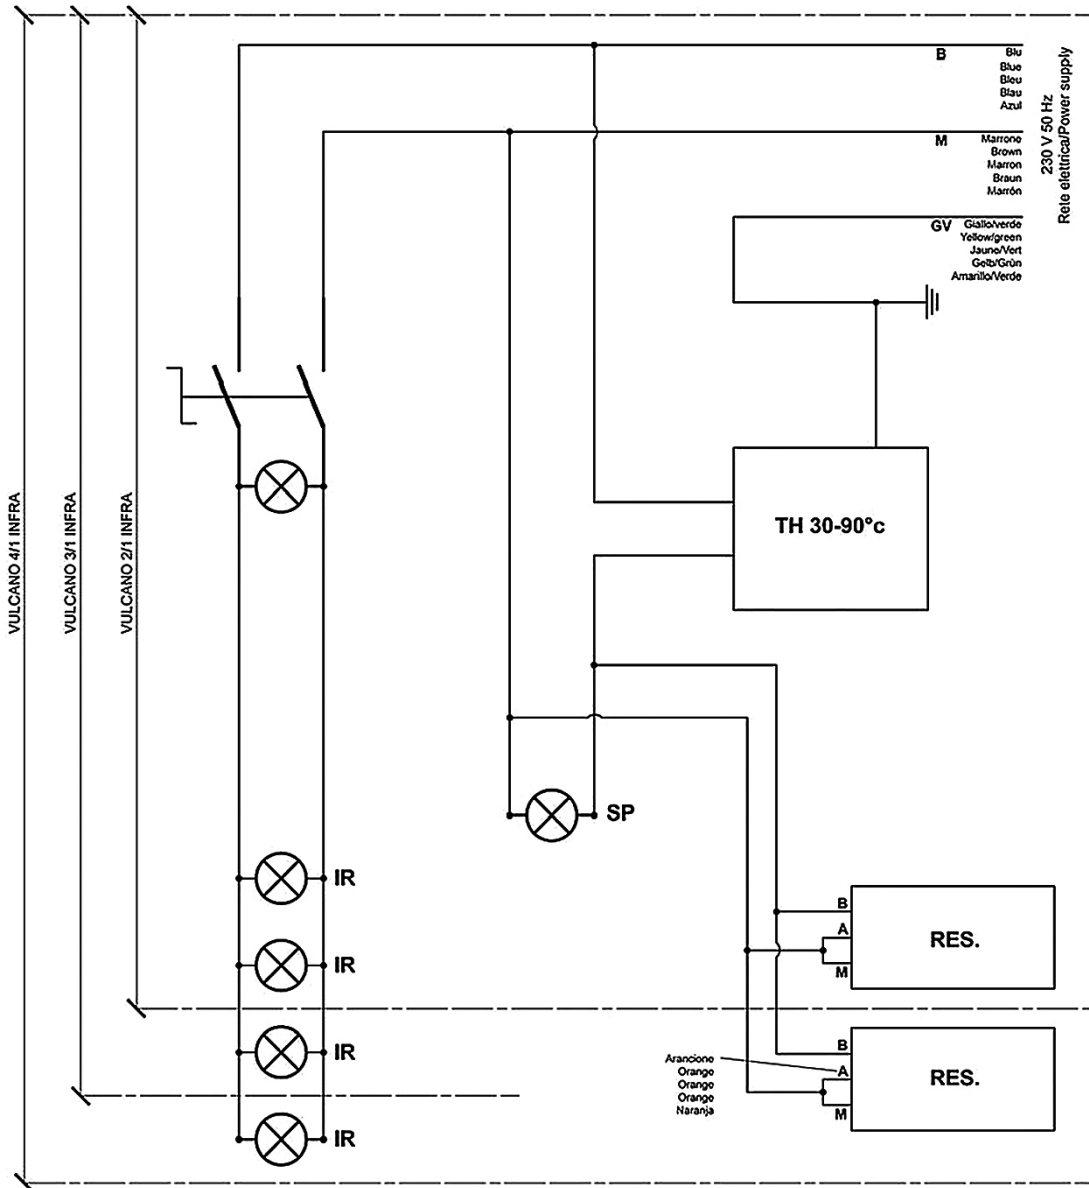 B
Blu
Blue
Bleu
Blau
Azul
M
Marrone
Brown
Marron
Braun
Marrón
230 V 50 Hz
Rete elettrica/Power supply
GV
Giallo/verde
Yellow/green
Jaune/Vert
Gelb/Grün
Amarillo/Verde
VULCANO 4/1 INFRA
VULCANO 3/1 INFRA
VULCANO 2/1 INFRA
TH 30-90°c
SP
IR
IR
IR
IR
B
A
M
RES.
B
A
M
RES.
Arancione
Orange
Orange
Orange
Naranja